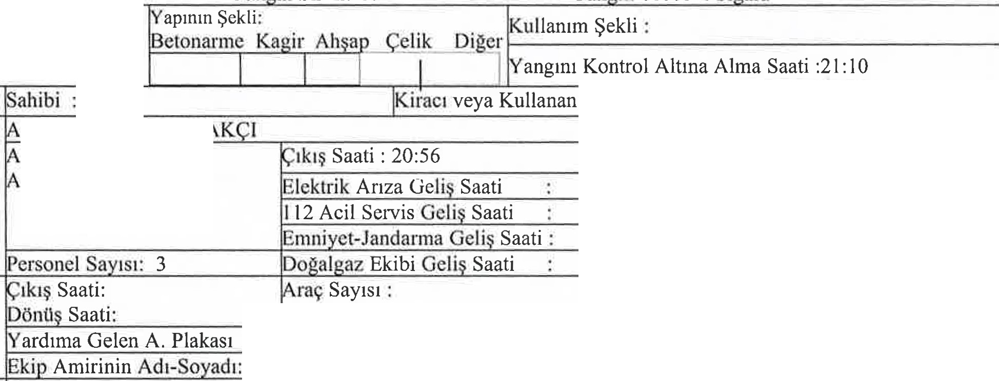 Yapının Şekli:
Kullanım Şekli :
Betonarme Kagir Ahşap Çelik Diğer
Yangını Kontrol Altına Alma Saati :21:10
Sahibi :
Kiracı veya Kullanan
A
AKÇI
A
Çıkış Saati : 20:56
A
Elektrik Arıza Geliş Saati :
112 Acil Servis Geliş Saati :
Emniyet-Jandarma Geliş Saati :
Personel Sayısı: 3
Doğalgaz Ekibi Geliş Saati :
Çıkış Saati:
Araç Sayısı :
Dönüş Saati:
Yardıma Gelen A. Plakası
Ekip Amirinin Adı-Soyadı: